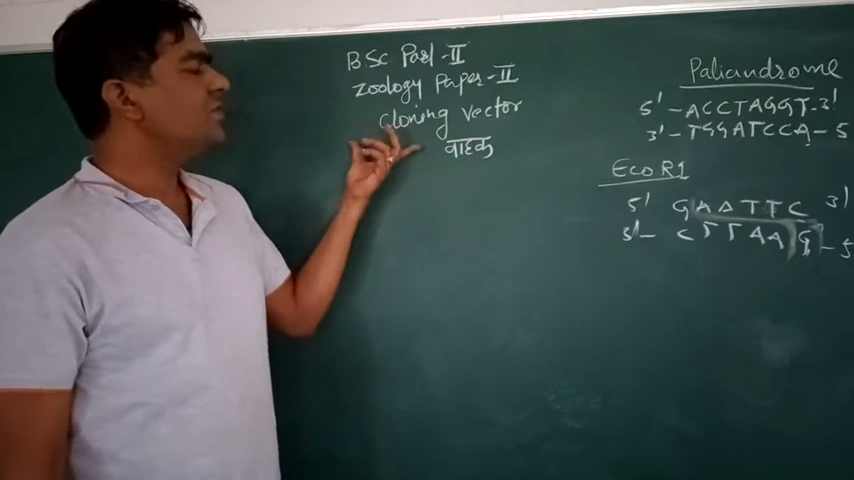 BSc Part-II
Zoology Paper-II
cloning vector
वाहक
Paliandrome
5'-ACCTAGGT-3'
3'-TGGATCCA-5
EcoR1
5' GAATTC 3'
3'- CTTAAG-5